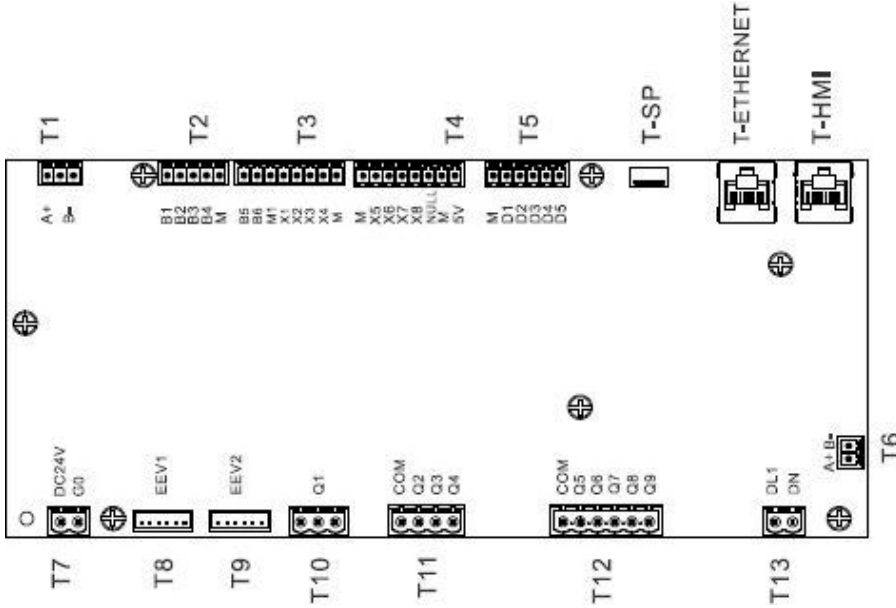 T1
T2
T3
T4
T5
T-SP
T-ETHERNET
T-HMI
A+
B-
B1
B2
B3
B4
M
B5
B6
M1
X1
X2
X3
X4
M
M
X5
X6
X7
X8
NULL
M
5V
M
D1
D2
D3
D4
D5
A+ B-
T6
DC24V
G0
EEV1
EEV2
Q1
COM
Q2
Q3
Q4
COM
Q5
Q6
Q7
Q8
Q9
DL1
DN
T7
T8
T9
T10
T11
T12
T13